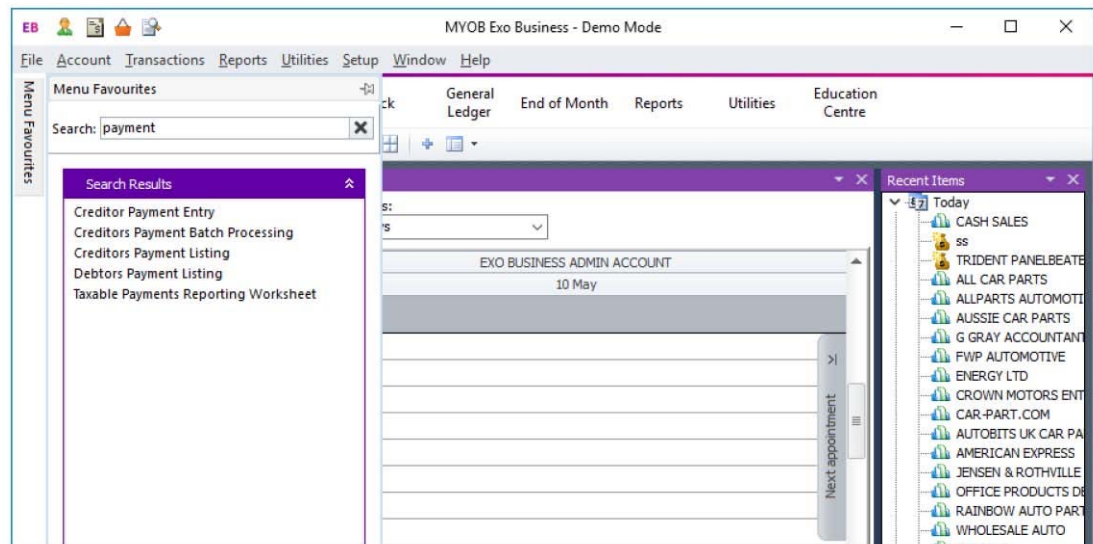 EB
MYOB Exo Business - Demo Mode
File Account Transactions Reports Utilities Setup Window Help
Menu Favourites
Menu Favourites
ck
General Ledger
End of Month
Reports
Utilities
Education Centre
Search: payment
Search Results
Creditor Payment Entry
Creditors Payment Batch Processing
Creditors Payment Listing
Debtors Payment Listing
Taxable Payments Reporting Worksheet
s:
EXO BUSINESS ADMIN ACCOUNT
10 May
Next appointment
Recent Items
Today
CASH SALES
ss
TRIDENT PANELBEATE
ALL CAR PARTS
ALLPARTS AUTOMOTI
AUSSIE CAR PARTS
G GRAY ACCOUNTANT
FWP AUTOMOTIVE
ENERGY LTD
CROWN MOTORS ENT
CAR-PART.COM
AUTOBITS UK CAR PA
AMERICAN EXPRESS
JENSEN & ROTHVILLE
OFFICE PRODUCTS DE
RAINBOW AUTO PART
WHOLESALE AUTO